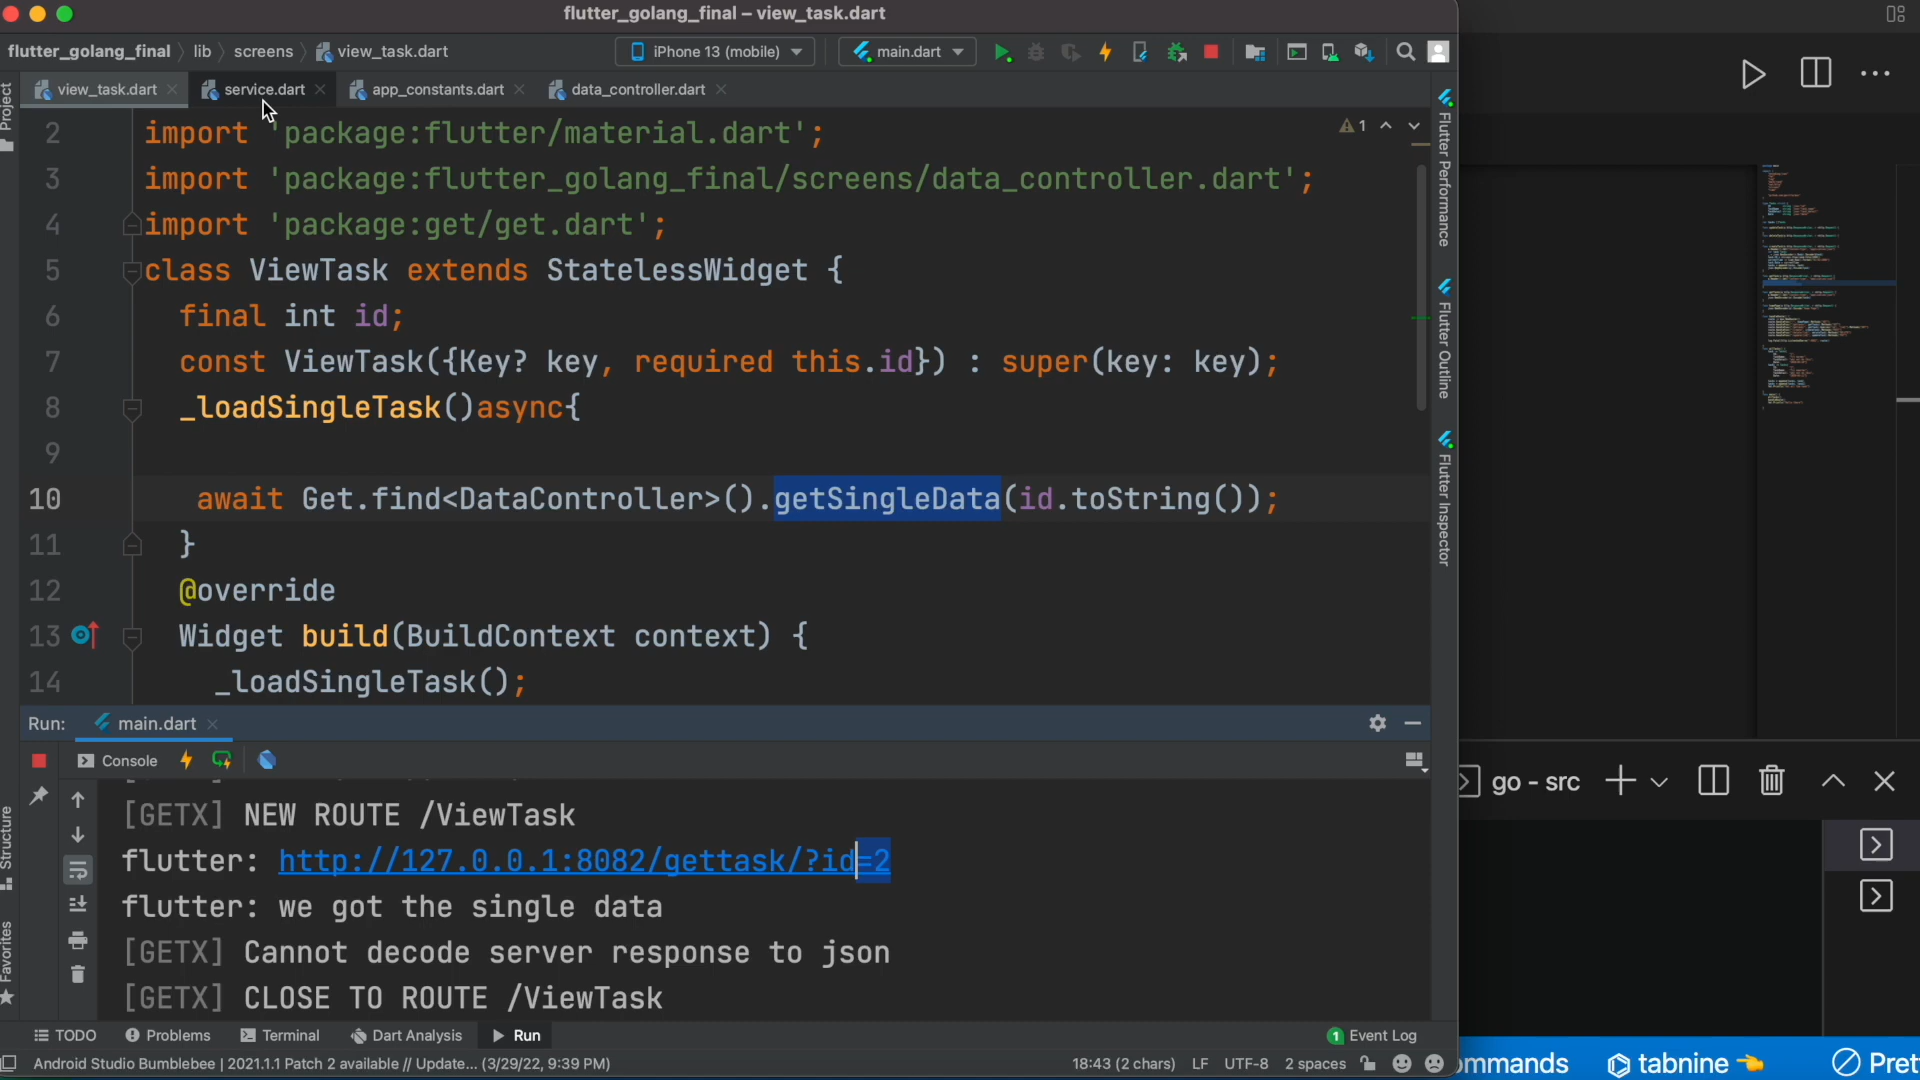 flutter_golang_final – view_task.dart
flutter_golang_final lib screens view_task.dart iPhone 13 (mobile) main.dart
view_task.dart service.dart app_constants.dart data_controller.dart
Project
2 import 'package:flutter/material.dart';
1
3 import 'package:flutter_golang_final/screens/data_controller.dart';
4 import 'package:get/get.dart';
5 class ViewTask extends StatelessWidget {
6 final int id;
7 const ViewTask({Key? key, required this.id}) : super(key: key);
8 _loadSingleTask()async{
9
10 await Get.find<DataController>().getSingleData(id.toString());
11 }
12 @override
13 Widget build(BuildContext context) {
14 _loadSingleTask();
Flutter Performance
Flutter Outline
Flutter Inspector
Run: main.dart
Console
[GETX] NEW ROUTE /ViewTask
flutter: http://127.0.0.1:8082/gettask/?id=2
flutter: we got the single data
[GETX] Cannot decode server response to json
[GETX] CLOSE TO ROUTE /ViewTask
Structure
Favorites
TODO Problems Terminal Dart Analysis Run 1 Event Log
Android Studio Bumblebee | 2021.1.1 Patch 2 available // Update... (3/29/22, 9:39 PM) 18:43 (2 chars) LF UTF-8 2 spaces
go - src
ommands tabnine Pret